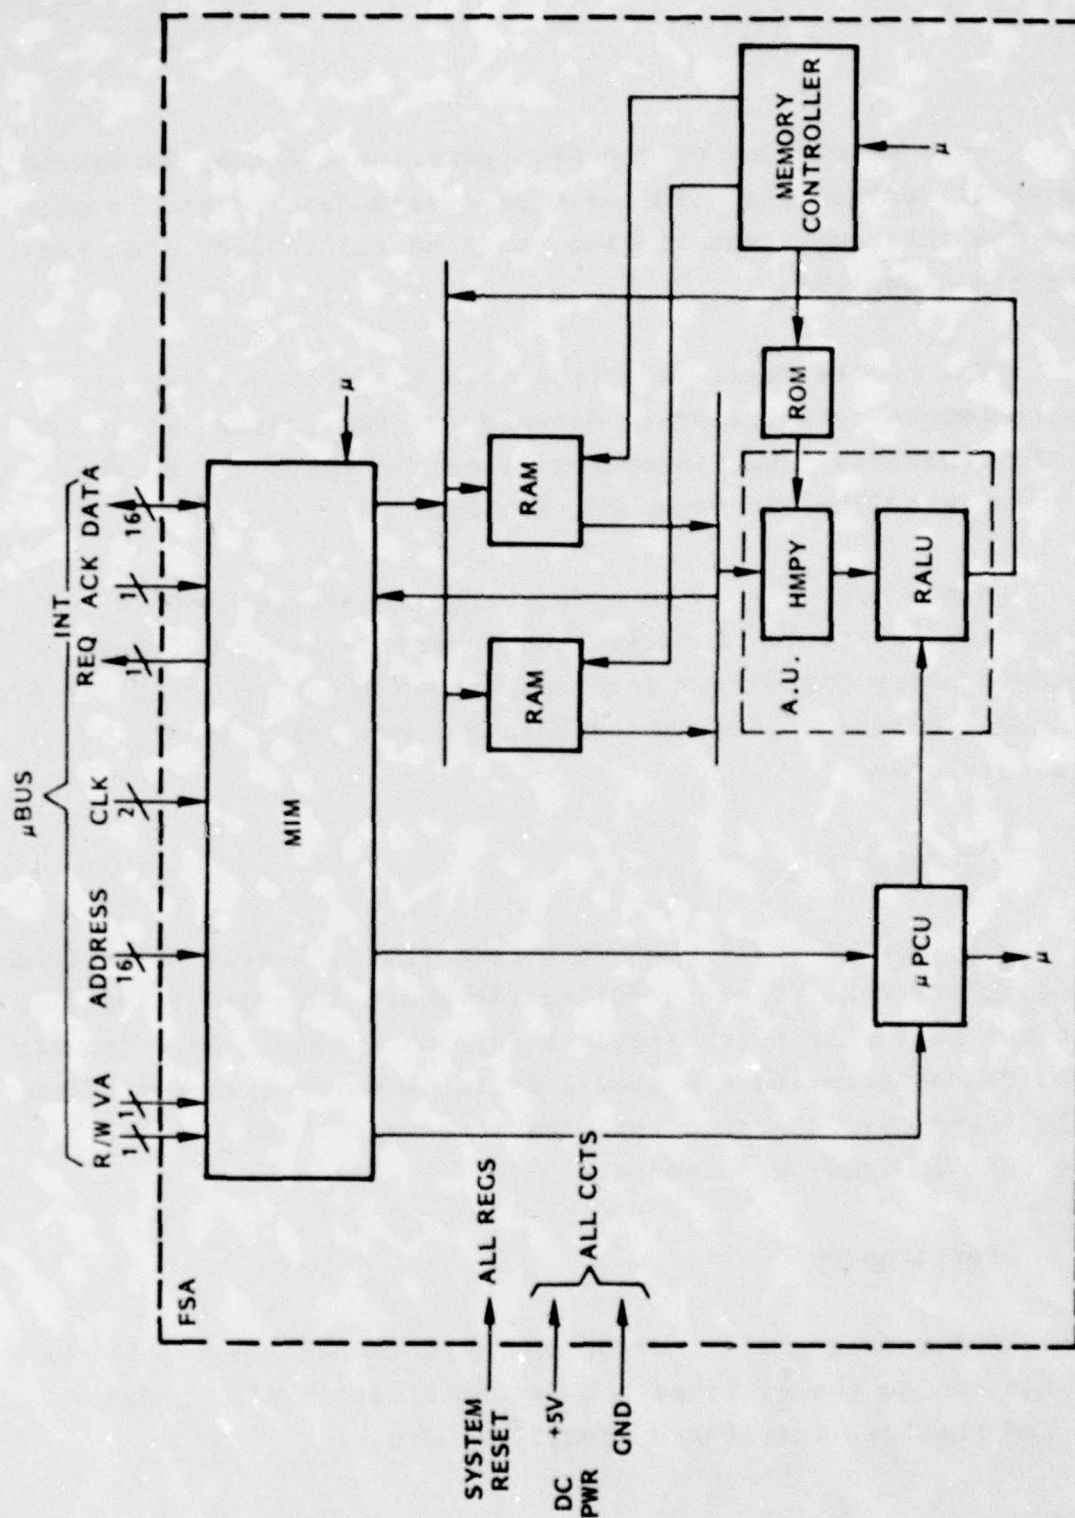 μBUS
INT
R/W VA ADDRESS CLK REQ ACK DATA
1 1 16 2 1 1 16
FSA
MIM
μ
SYSTEM
RESET
ALL REGS
DC
PWR
+5V
GND
ALL CCTS
RAM
RAM
MEMORY
CONTROLLER
μ
ROM
A.U.
HMPY
RALU
μPCU
μ